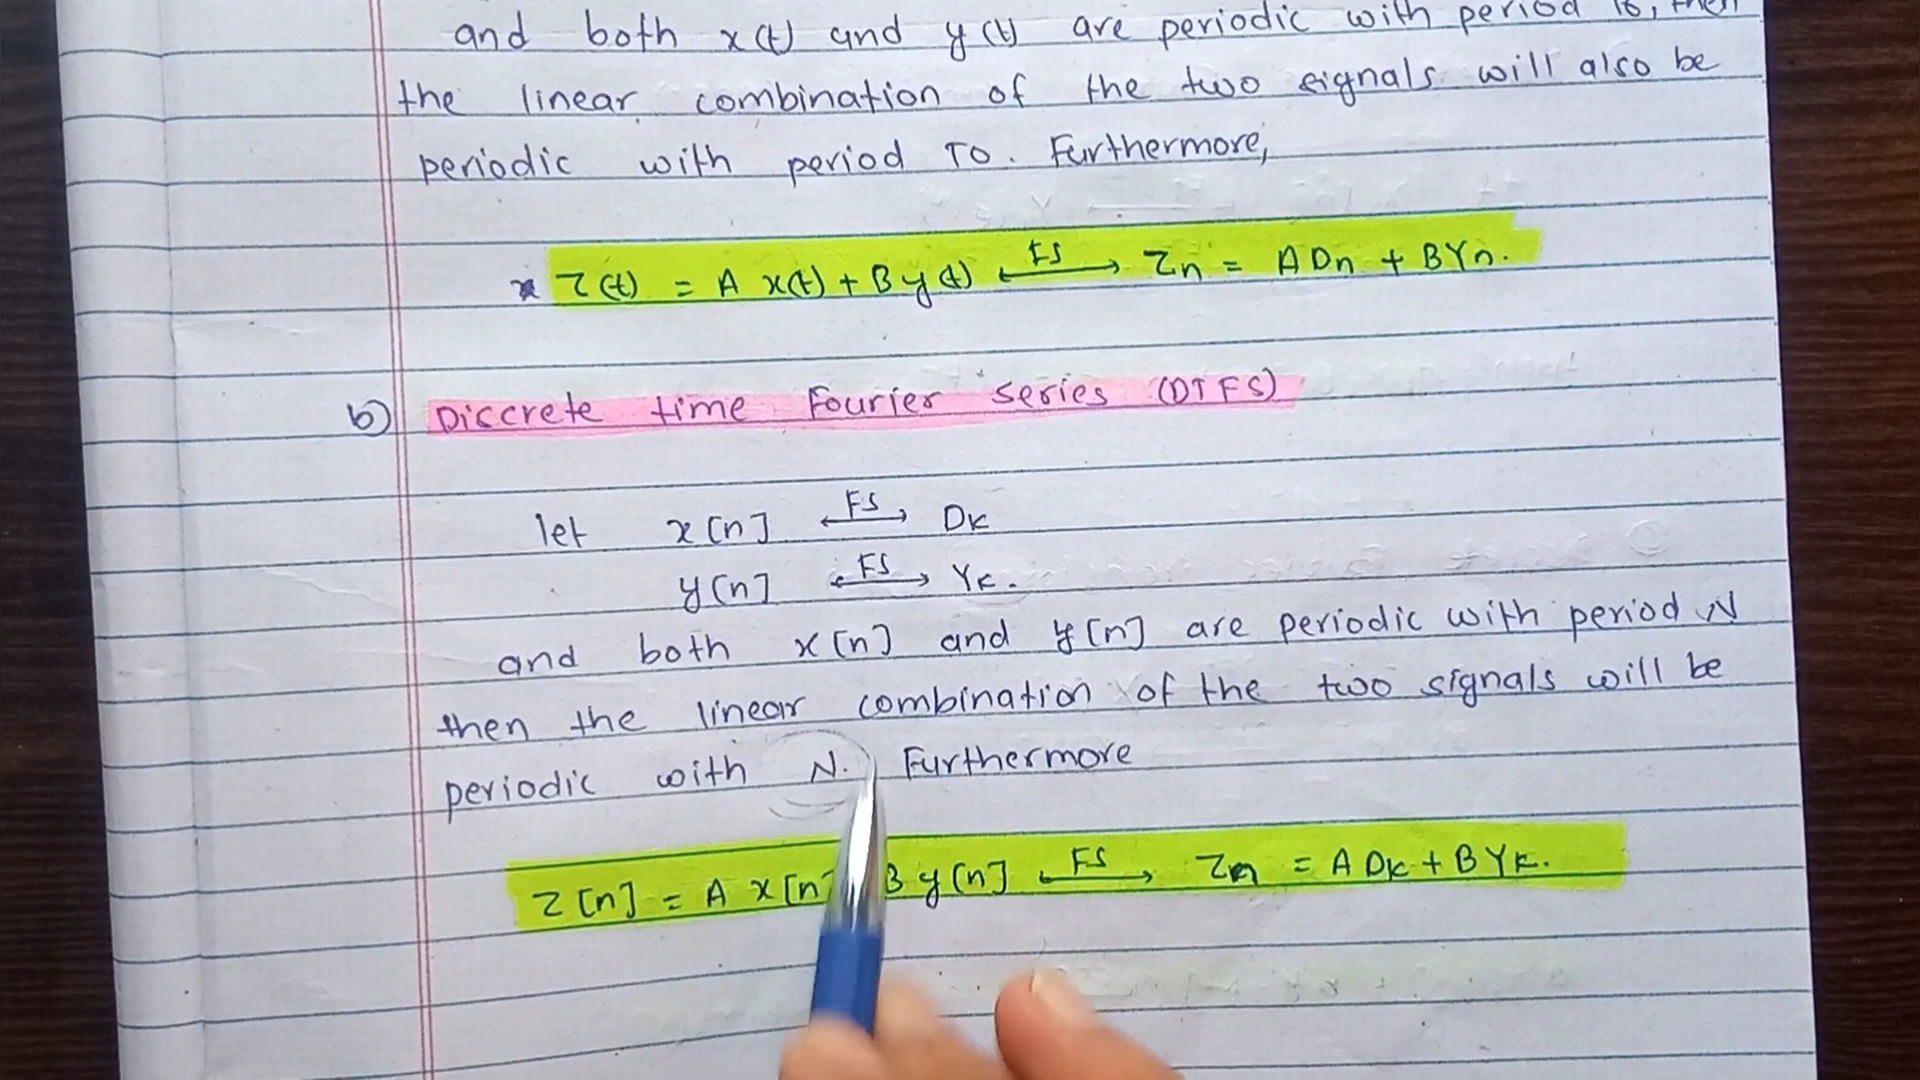 and both x(t) and y(t) are periodic with period To, then
the linear combination of the two signals will also be
periodic with period TO. Furthermore,
* Z(t) = A x(t) + B y(t) ←FS→ Zn = A Dn + B Yn.
b) Discrete time Fourier series (DTFS)
let x[n] ←FS→ Dk
y[n] ←FS→ Yk.
and both x[n] and y[n] are periodic with period N
then the linear combination of the two signals will be
periodic with N. Furthermore
Z[n] = A x[n] B y[n] ←FS→ Zn = A Dk + B Yk.